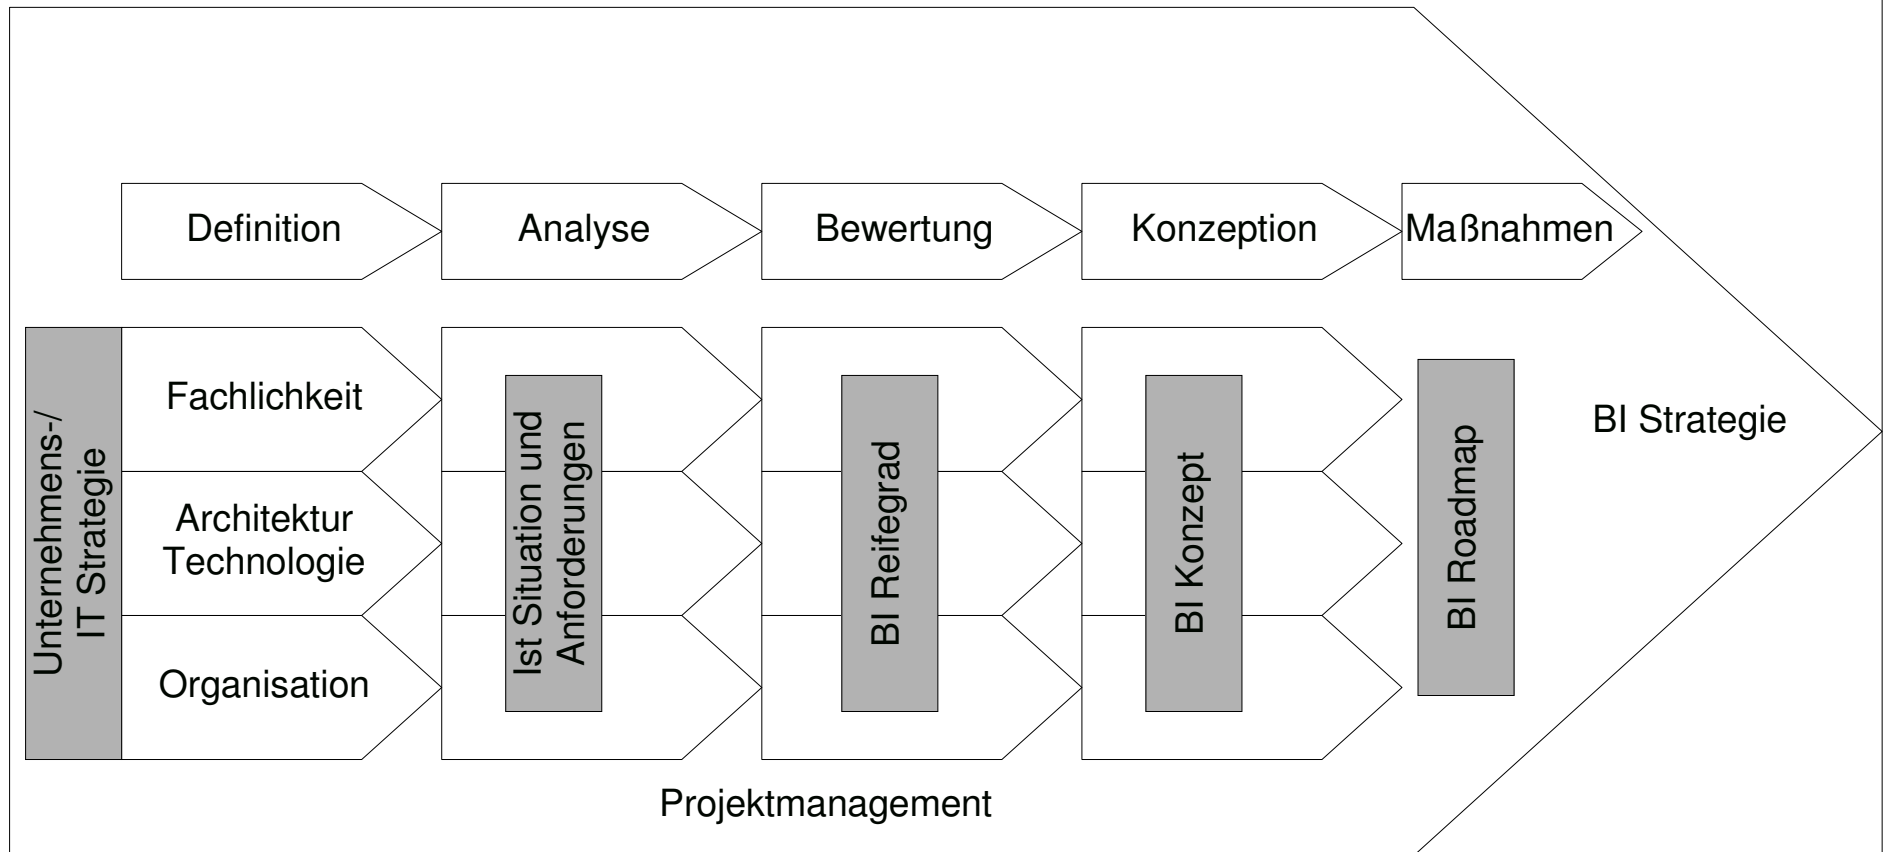 Definition
Analyse
Bewertung
Konzeption
Maßnahmen
Unternehmens-/
IT Strategie
Fachlichkeit
Architektur
Technologie
Organisation
Ist Situation und
Anforderungen
BI Reifegrad
BI Konzept
BI Roadmap
BI Strategie
Projektmanagement